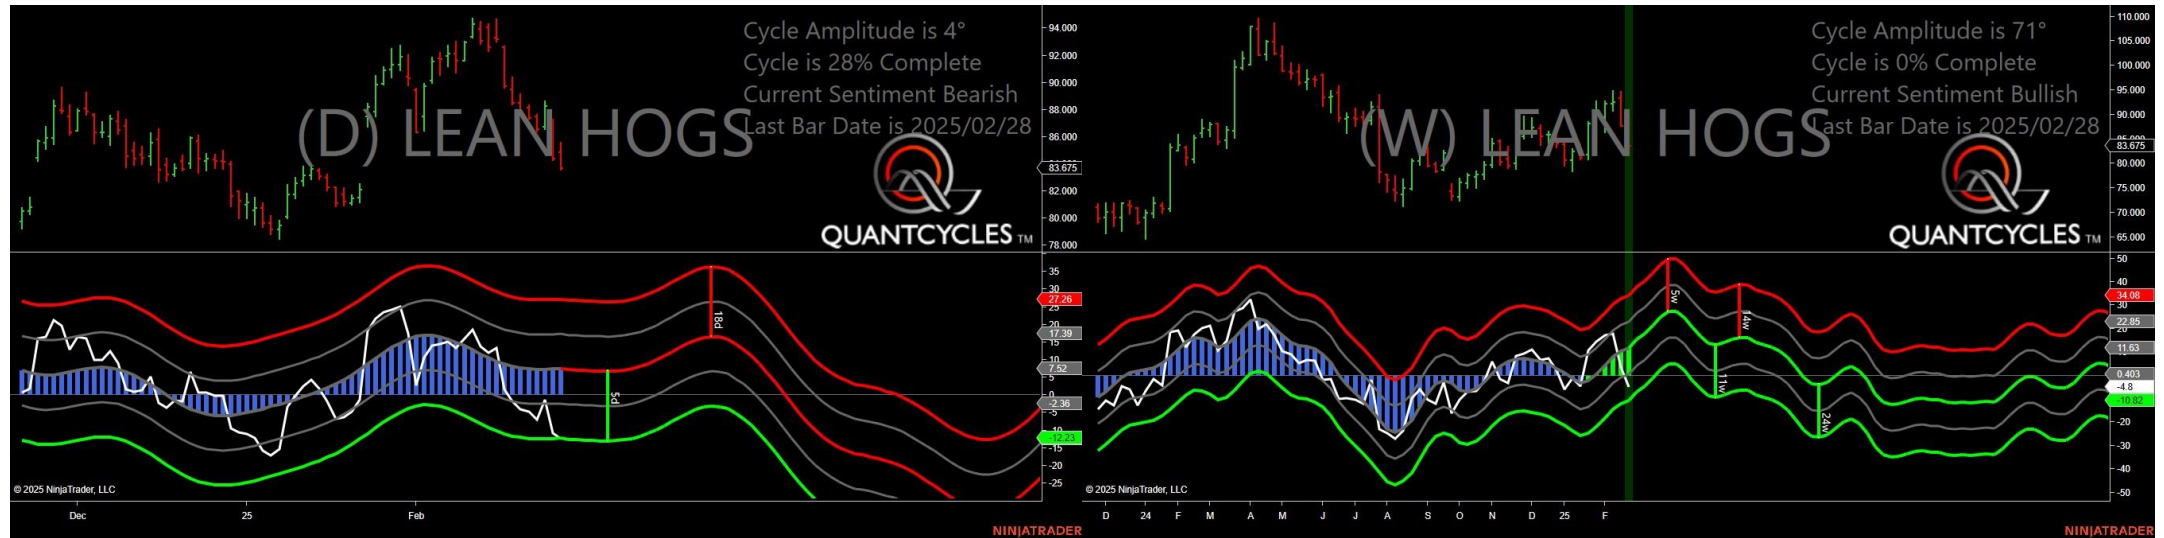 Cycle Amplitude is 4°
Cycle is 28% Complete
Current Sentiment Bearish
Last Bar Date is 2025/02/28
(D) LEAN HOGS
QUANTCYCLES TM
94.000
92.000
90.000
88.000
86.000
83.675
82.000
80.000
78.000
35
30
27.26
25
20
17.39
15
10
7.52
5
0
-2.36
-5
-10
-12.23
-15
-20
-25
18d
5d
© 2025 NinjaTrader, LLC
Dec
25
Feb
NINJATRADER
Cycle Amplitude is 71°
Cycle is 0% Complete
Current Sentiment Bullish
Last Bar Date is 2025/02/28
(W) LEAN HOGS
QUANTCYCLES TM
110.000
105.000
100.000
95.000
90.000
85.000
83.675
80.000
75.000
70.000
65.000
50
40
34.08
22.85
20
11.63
0.403
-4.8
-10.82
-20
-30
-40
-50
5w
14w
11w
24w
© 2025 NinjaTrader, LLC
D
24
F
M
A
M
J
J
A
S
O
N
D
25
F
NINJATRADER